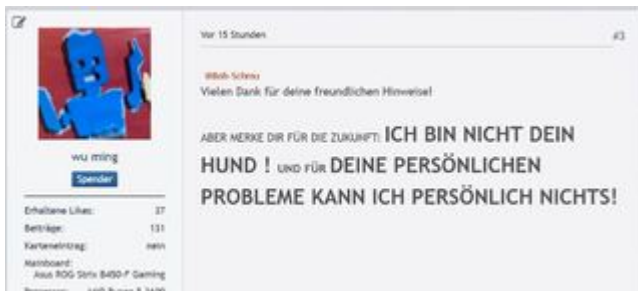 Vor 15 Stunden
#3
@Bob Schnu
Vielen Dank für deine freundlichen Hinweise!
ABER MERKE DIR FÜR DIE ZUKUNFT: ICH BIN NICHT DEIN
HUND ! UND FÜR DEINE PERSÖNLICHEN
PROBLEME KANN ICH PERSÖNLICH NICHTS!
wu ming
Spender
Erhaltene Likes: 37
Beiträge: 131
Karteneintrag: nein
Mainboard:
Asus ROG Strix B450-F Gaming